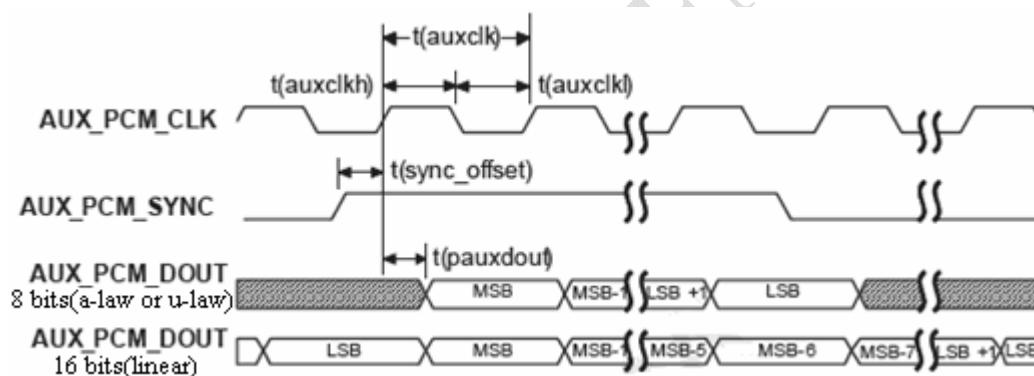 t(auxclk)
t(auxclkh) t(auxclkl)
AUX_PCM_CLK
t(sync_offset)
AUX_PCM_SYNC
t(pauxdout)
AUX_PCM_DOUT
8 bits(a-law or u-law)
MSB MSB-1 LSB +1 LSB
AUX_PCM_DOUT
16 bits(linear)
LSB MSB MSB-1 MSB-5 MSB-6 MSB-7 LSB +1 LSB